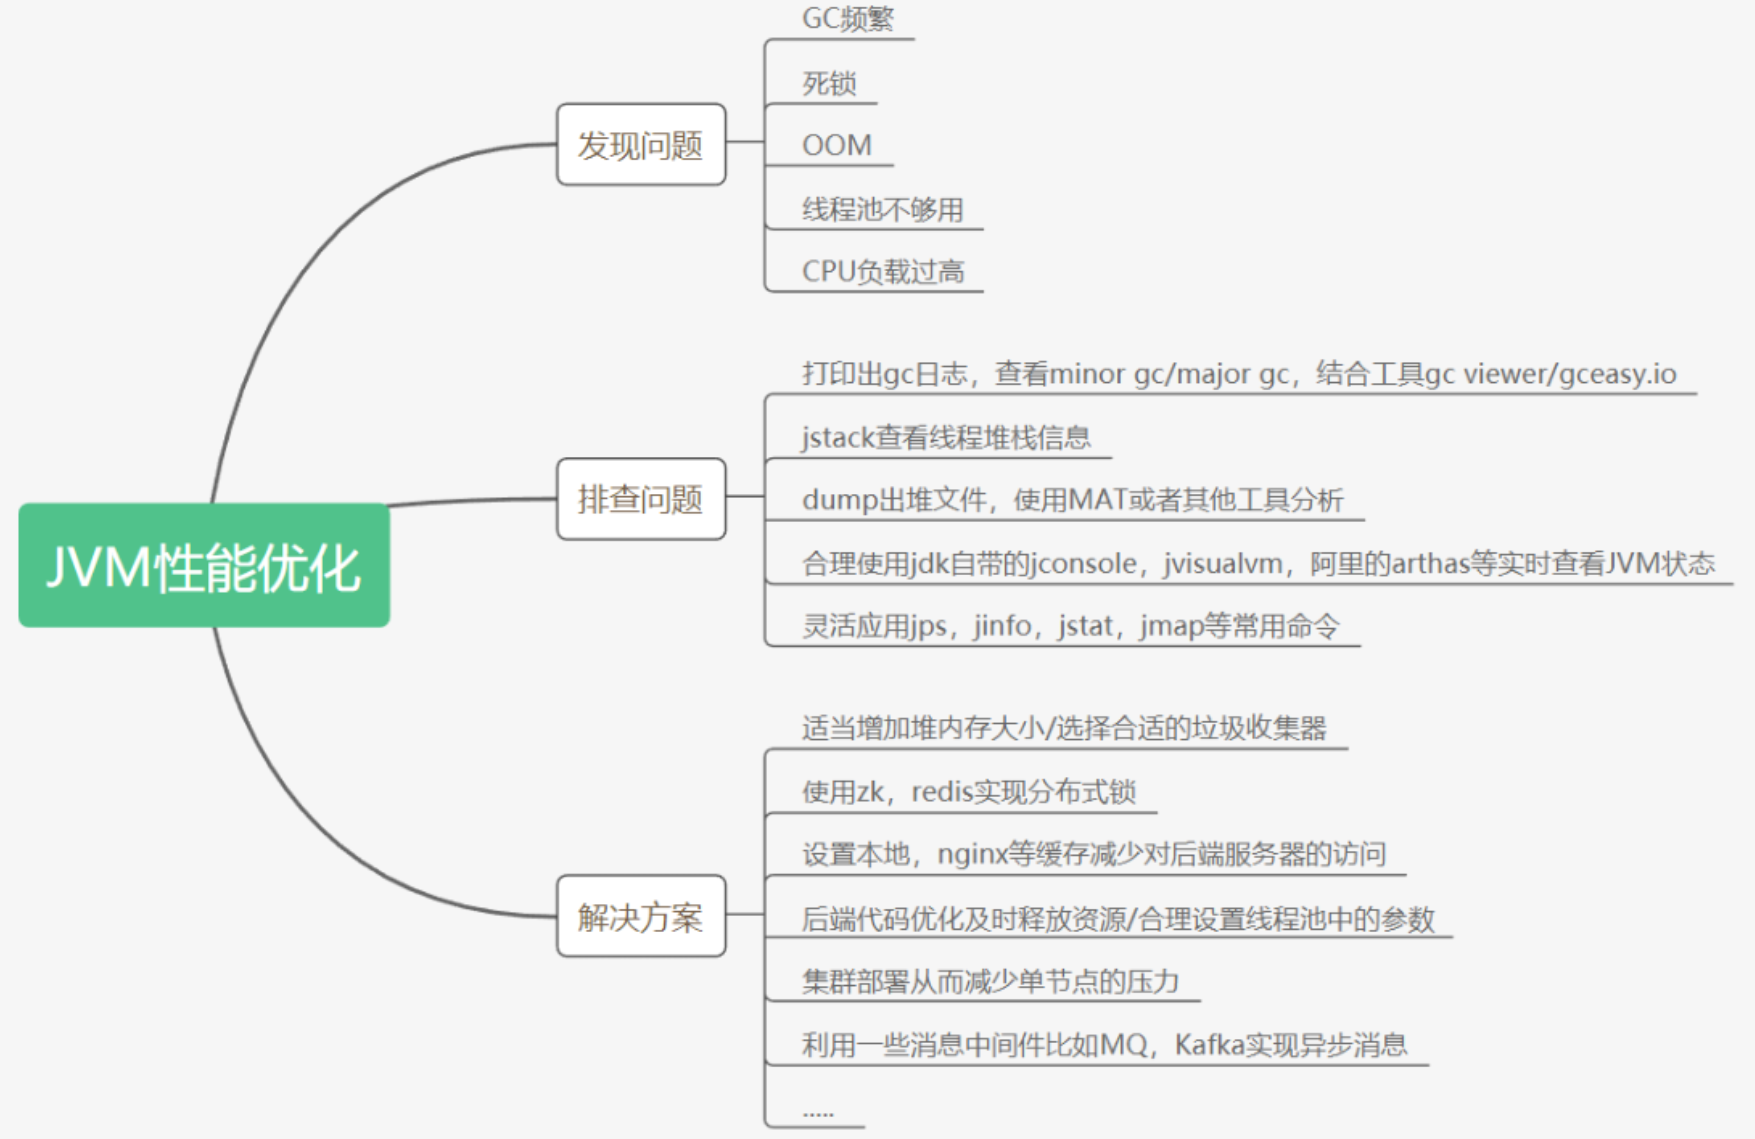 JVM性能优化
发现问题
GC频繁
死锁
OOM
线程池不够用
CPU负载过高
排查问题
打印出gc日志，查看minor gc/major gc，结合工具gc viewer/gceasy.io
jstack查看线程堆栈信息
dump出堆文件，使用MAT或者其他工具分析
合理使用jdk自带的jconsole，jvisualvm，阿里的arthas等实时查看JVM状态
灵活应用jps，jinfo，jstat，jmap等常用命令
解决方案
适当增加堆内存大小/选择合适的垃圾收集器
使用zk，redis实现分布式锁
设置本地，nginx等缓存减少对后端服务器的访问
后端代码优化及时释放资源/合理设置线程池中的参数
集群部署从而减少单节点的压力
利用一些消息中间件比如MQ，Kafka实现异步消息
.....